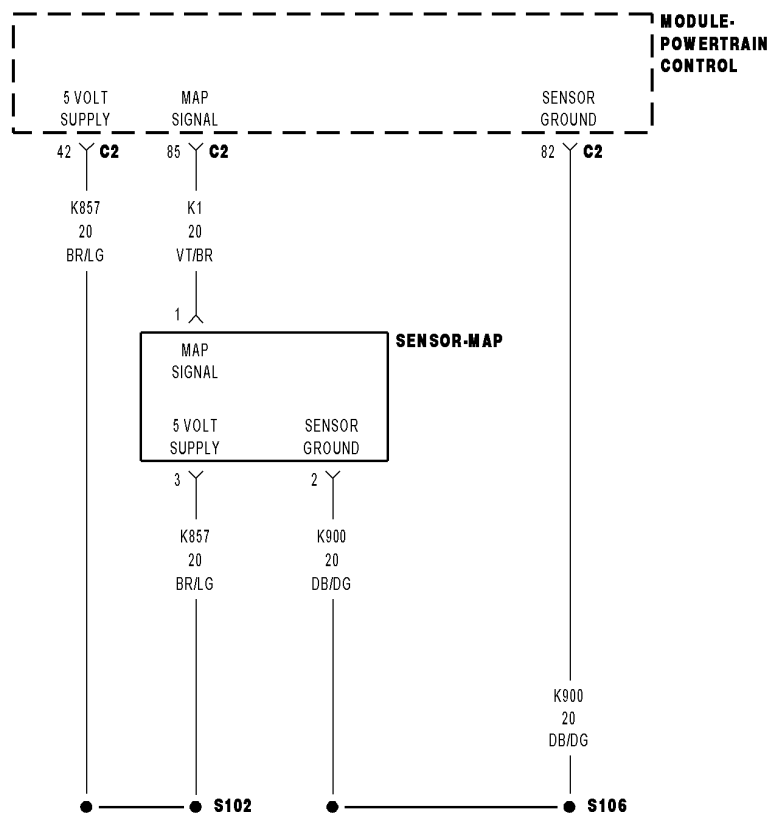 MODULE-
POWERTRAIN
CONTROL
5 VOLT
SUPPLY
MAP
SIGNAL
SENSOR
GROUND
42 C2
85 C2
82 C2
K857
20
BR/LG
K1
20
VT/BR
1
SENSOR-MAP
MAP
SIGNAL
5 VOLT
SUPPLY
SENSOR
GROUND
3
2
K857
20
BR/LG
K900
20
DB/DG
K900
20
DB/DG
S102
S106